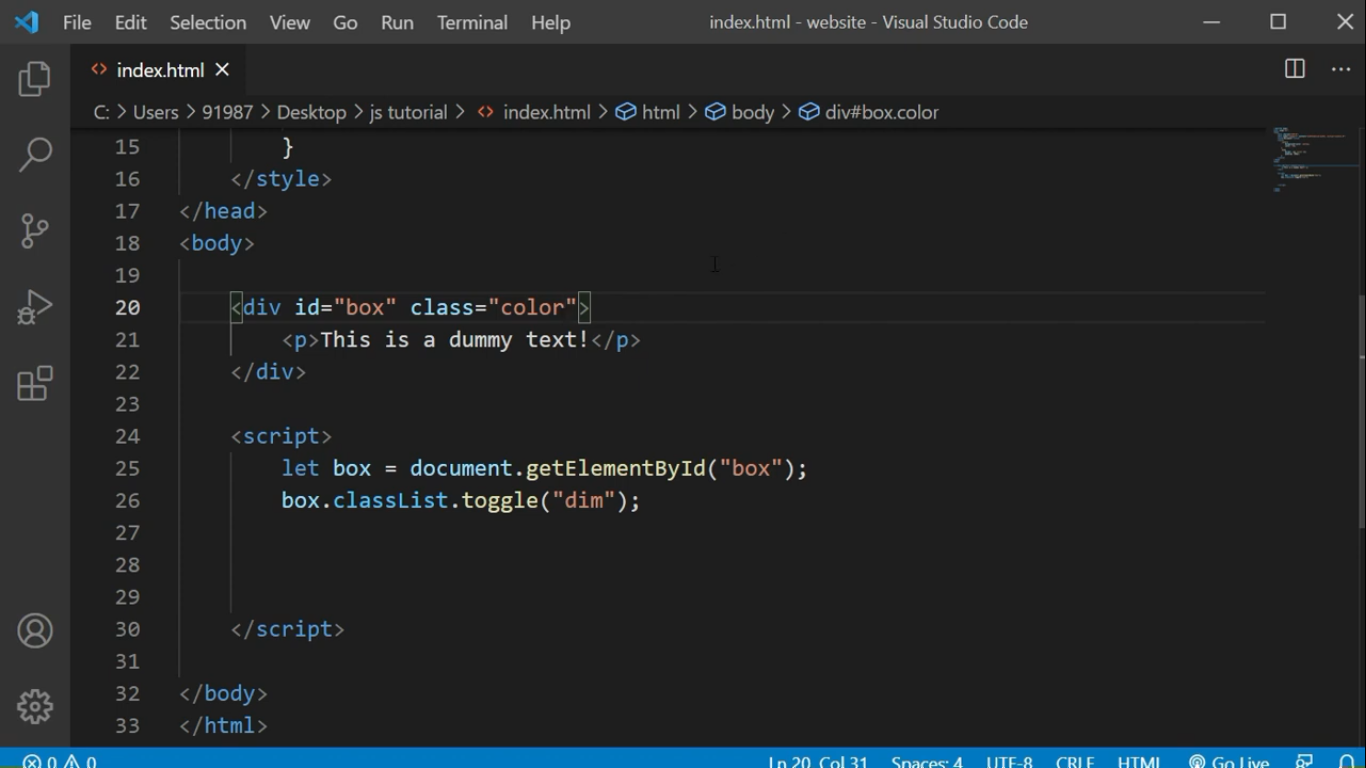 File Edit Selection View Go Run Terminal Help index.html - website - Visual Studio Code
index.html
C: > Users > 91987 > Desktop > js tutorial > index.html > html > body > div#box.color
15 }
16 </style>
17 </head>
18 <body>
19
20 <div id="box" class="color">
21 <p>This is a dummy text!</p>
22 </div>
23
24 <script>
25 let box = document.getElementById("box");
26 box.classList.toggle("dim");
27
28
29
30 </script>
31
32 </body>
33 </html>
0 0 Ln 20, Col 31 Spaces: 4 UTF-8 CRLF HTML Go Live